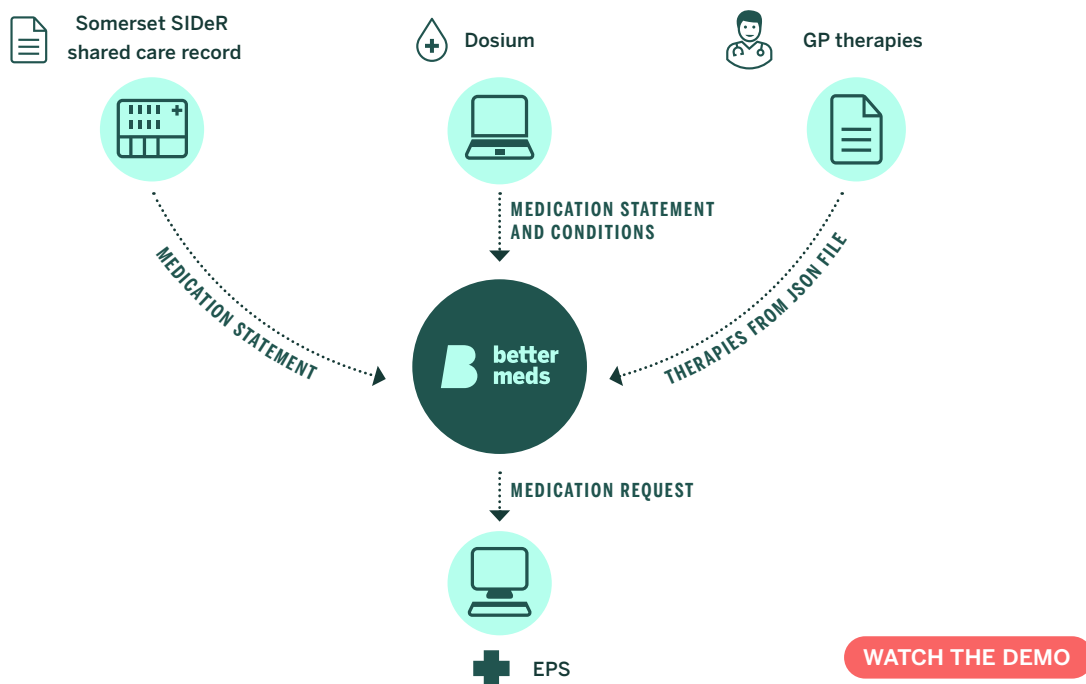 Somerset SIDeR
shared care record
Dosium
GP therapies
MEDICATION STATEMENT
AND CONDITIONS
MEDICATION STATEMENT
THERAPIES FROM JSON FILE
better
meds
MEDICATION REQUEST
EPS
WATCH THE DEMO